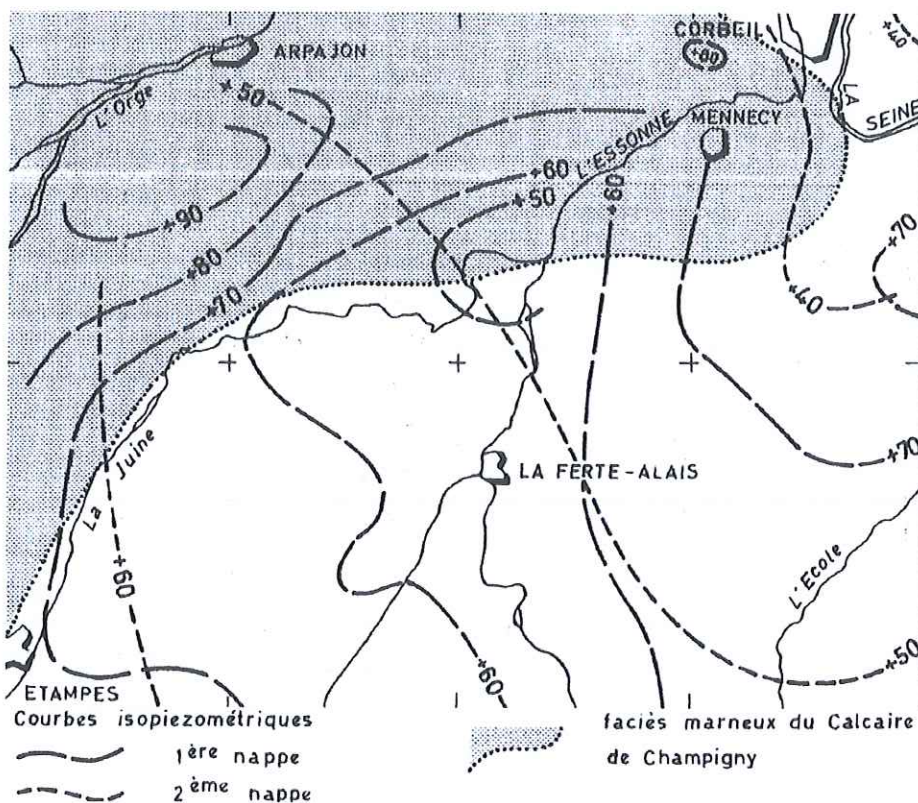 CORBEIL
+40
ARPAJON
+60
LA
SEINE
L'Orge
+50
MENNECY
L'ESSONNE
+60
+60
+50
+90
+80
+70
+70
+40
La Juine
LA FERTE-ALAIS
+70
+60
L'Ecole
+60
+50
ETAMPES
Courbes isopiezométriques
1ère nappe
2ème nappe
faciès marneux du Calcaire
de Champigny